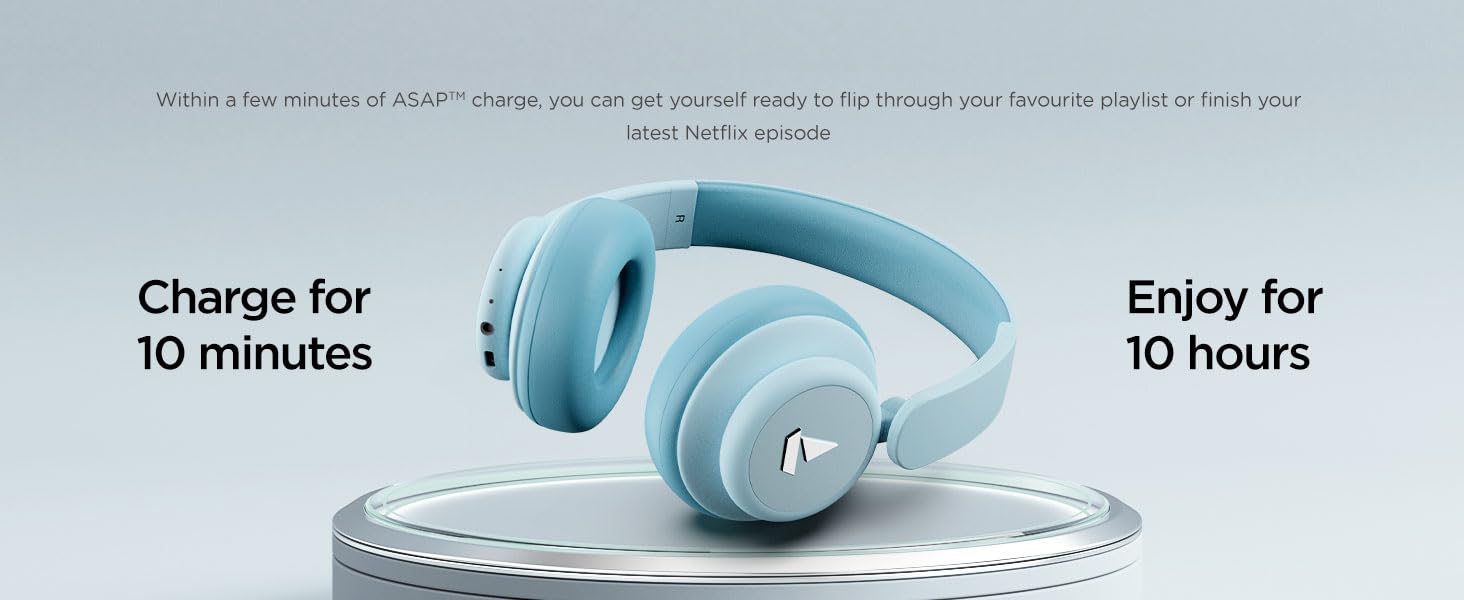 Within a few minutes of ASAP™ charge, you can get yourself ready to flip through your favourite playlist or finish your
latest Netflix episode
R
Charge for
10 minutes
Enjoy for
10 hours